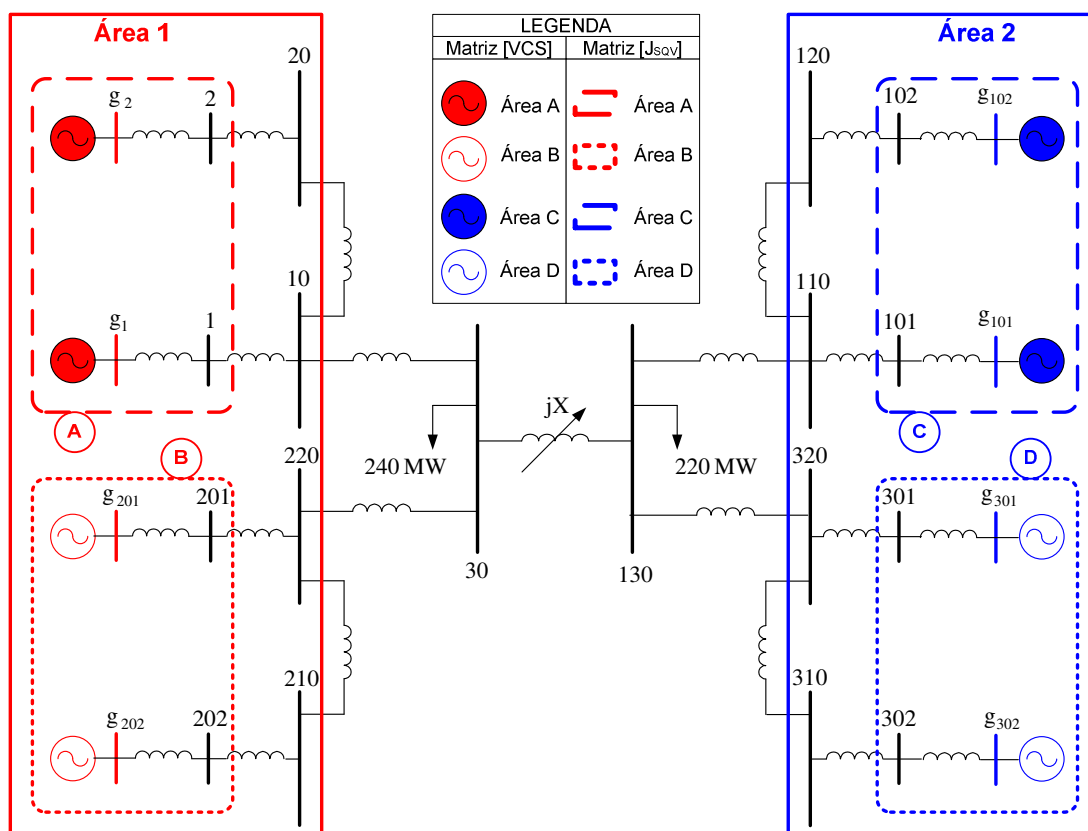 Área 1
20
g2
2
10
g1
1
A
B
220
g201
201
210
g202
202
LEGENDA
Matriz [VCS]
Matriz [JSQV]
Área A
Área A
Área B
Área B
Área C
Área C
Área D
Área D
jX
240 MW
220 MW
30
130
Área 2
120
102
g102
110
101
g101
C
D
320
301
g301
310
302
g302